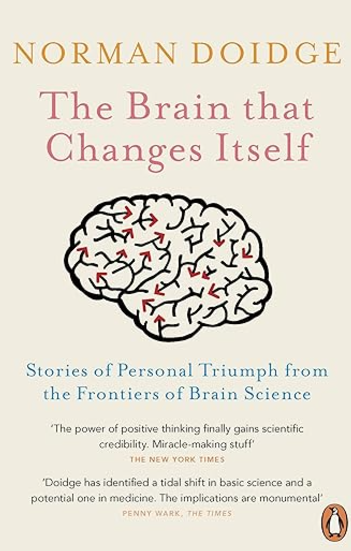 NORMAN DOIDGE
The Brain that
Changes Itself
Stories of Personal Triumph from
the Frontiers of Brain Science
‘The power of positive thinking finally gains scientific
credibility. Miracle-making stuff’
THE NEW YORK TIMES
‘Doidge has identified a tidal shift in basic science and a
potential one in medicine. The implications are monumental’
PENNY WARK, THE TIMES